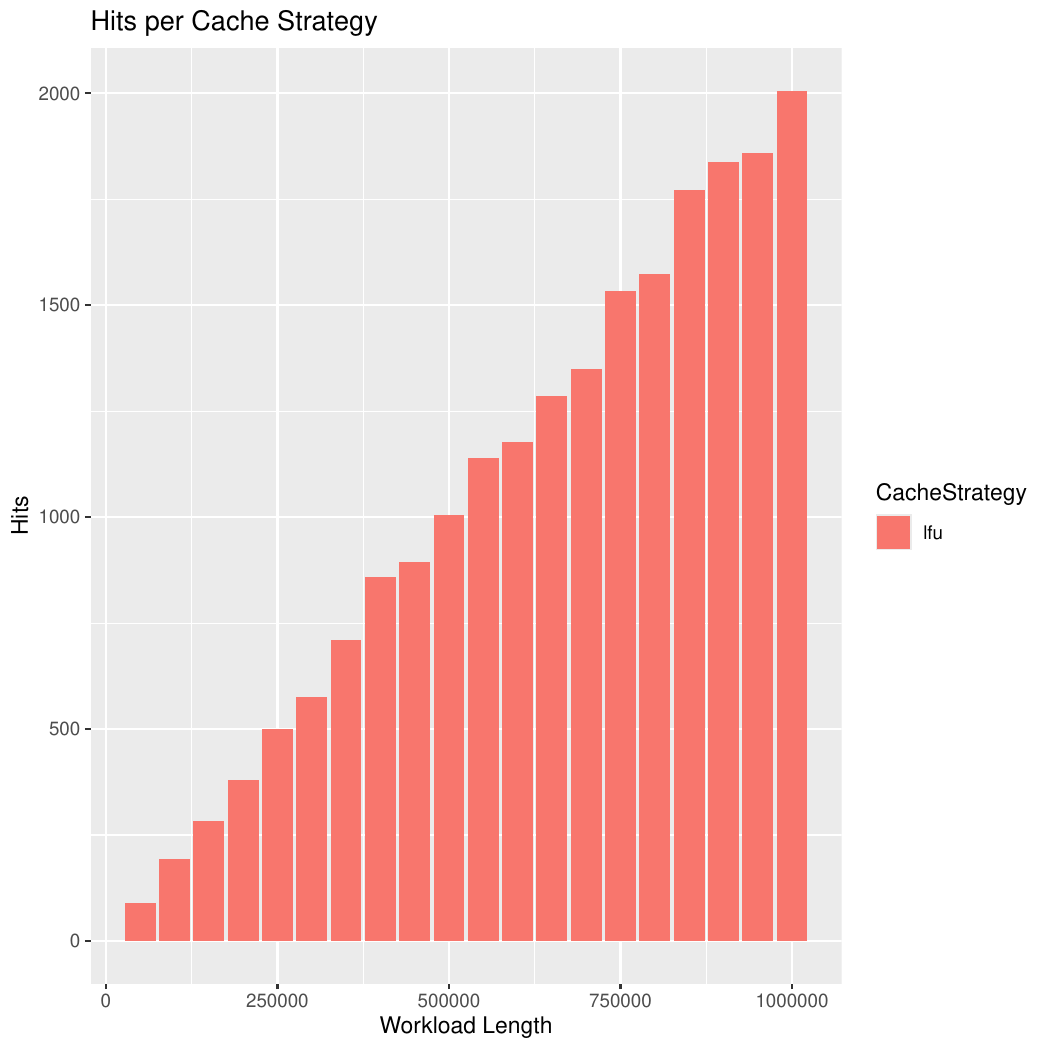 Hits per Cache Strategy
2000
1500
1000
500
0
Hits
0 250000 500000 750000 1000000
Workload Length
CacheStrategy
lfu